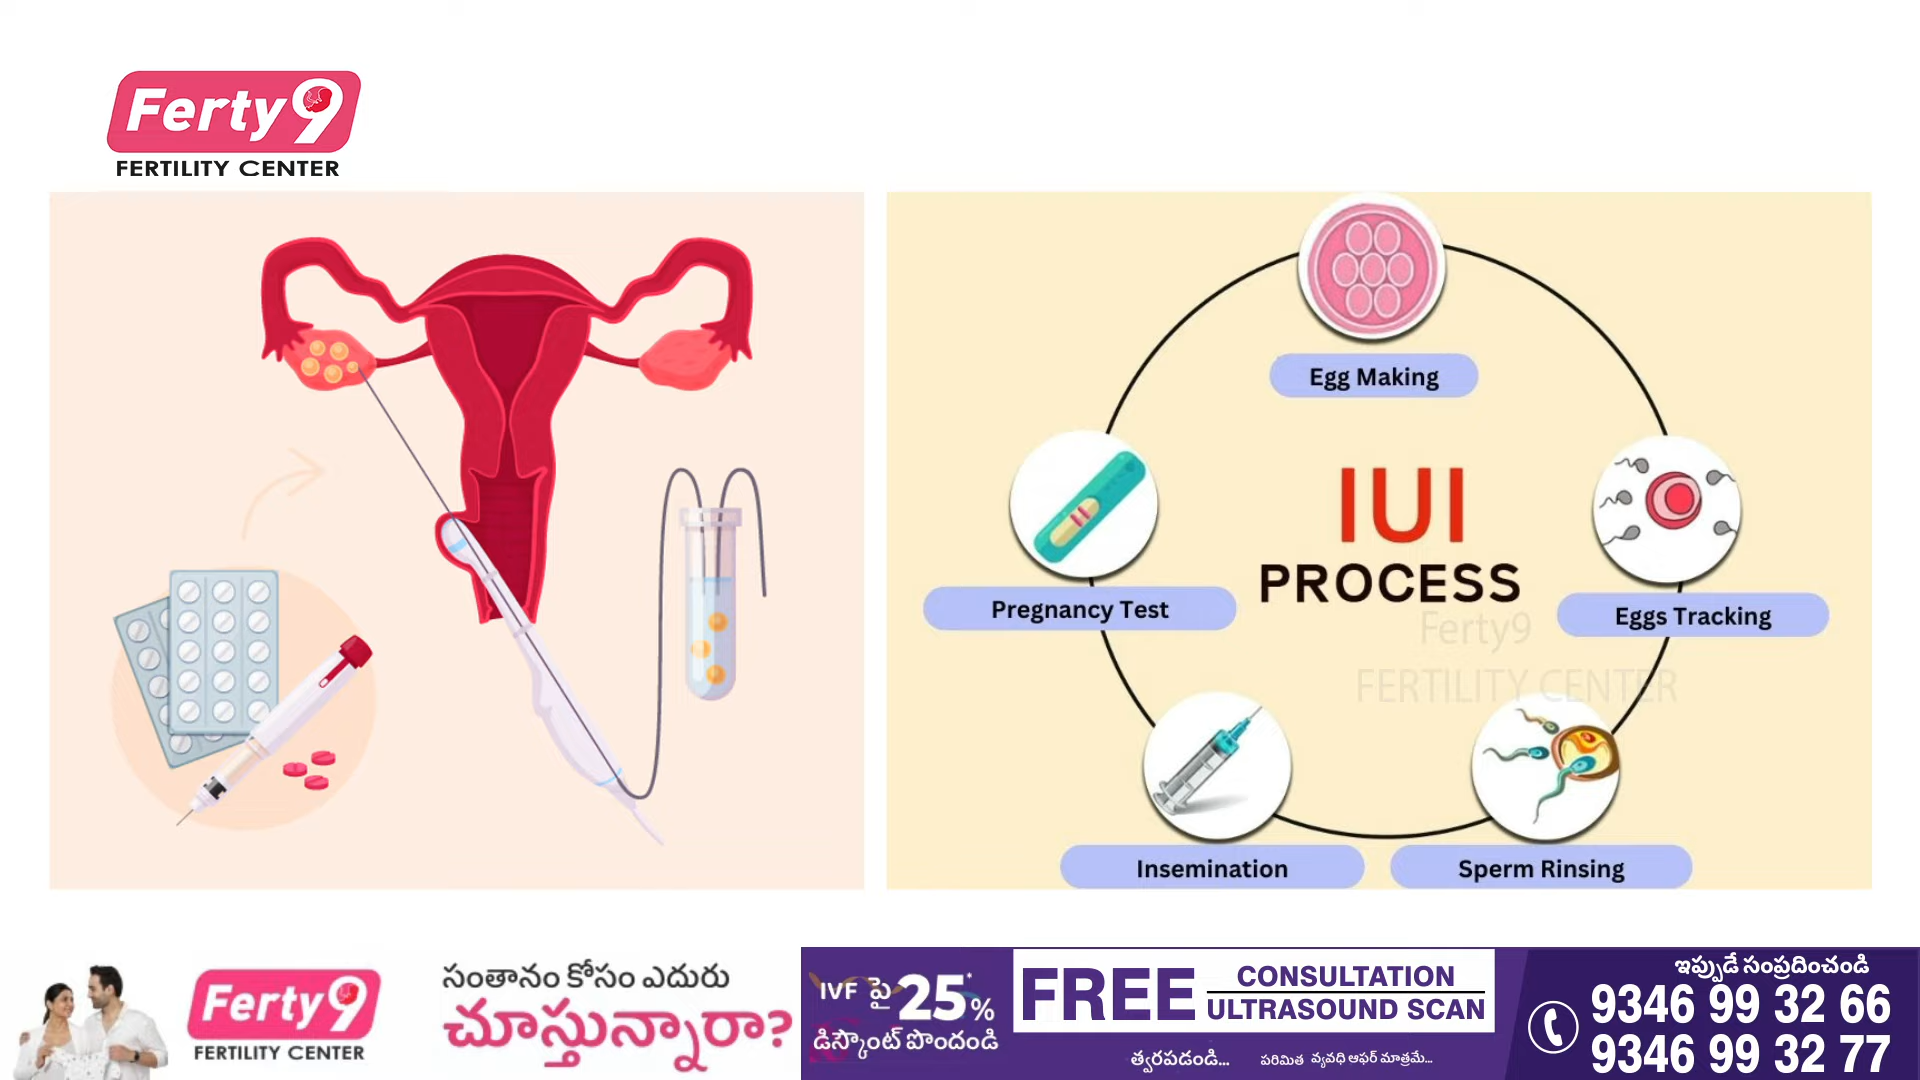 Ferty9
FERTILITY CENTER
Egg Making
IUI
PROCESS
Pregnancy Test
Eggs Tracking
Ferty9
FERTILITY CENTER
Insemination
Sperm Rinsing
Ferty9
FERTILITY CENTER
సంతానం కోసం ఎదురు
చూస్తున్నారా?
IVF పై 25%*
డిస్కౌంట్ పొందండి
FREE
CONSULTATION
ULTRASOUND SCAN
త్వరపడండి... పరిమిత వ్యవధి ఆఫర్ మాత్రమే...
ఇప్పుడే సంప్రదించండి
9346 99 32 66
9346 99 32 77